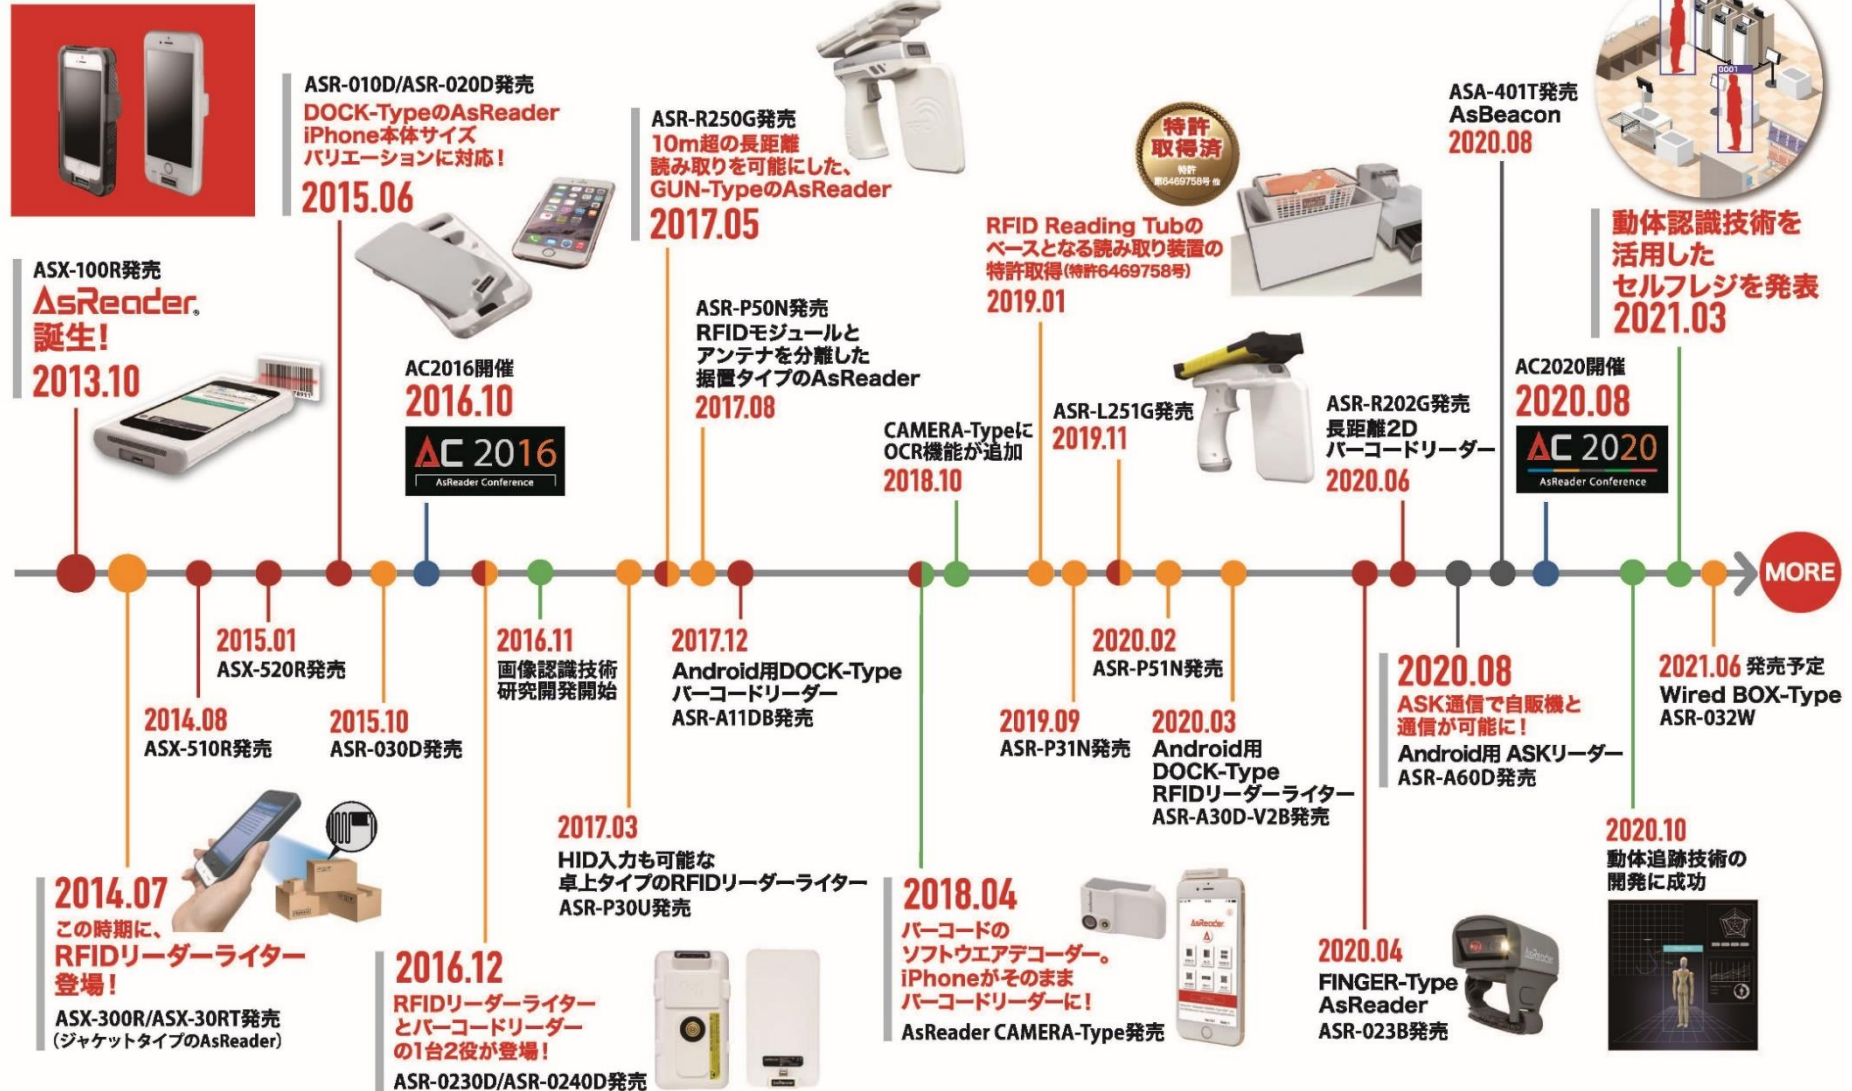 ASX-100R発売
AsReader®
誕生!
2013.10
ASR-010D/ASR-020D発売
DOCK-TypeのAsReader
iPhone本体サイズ
バリエーションに対応!
2015.06
AC2016開催
2016.10
AC 2016
AsReader Conference
ASR-R250G発売
10m超の長距離
読み取りを可能にした、
GUN-TypeのAsReader
2017.05
ASR-P50N発売
RFIDモジュールと
アンテナを分離した
据置タイプのAsReader
2017.08
CAMERA-Typeに
OCR機能が追加
2018.10
特許
取得済
特許
第6469758号 他
RFID Reading Tubの
ベースとなる読み取り装置の
特許取得(特許6469758号)
2019.01
ASR-L251G発売
2019.11
ASR-R202G発売
長距離2D
バーコードリーダー
2020.06
ASA-401T発売
AsBeacon
2020.08
AC2020開催
2020.08
AC 2020
AsReader Conference
0001
動体認識技術を
活用した
セルフレジを発表
2021.03
MORE
2014.07
この時期に、
RFIDリーダーライター
登場!
ASX-300R/ASX-30RT発売
(ジャケットタイプのAsReader)
2014.08
ASX-510R発売
2015.01
ASX-520R発売
2015.10
ASR-030D発売
2016.11
画像認識技術
研究開発開始
2016.12
RFIDリーダーライター
とバーコードリーダー
の1台2役が登場!
ASR-0230D/ASR-0240D発売
AsReader
2017.03
HID入力も可能な
卓上タイプのRFIDリーダーライター
ASR-P30U発売
2017.12
Android用DOCK-Type
バーコードリーダー
ASR-A11DB発売
2018.04
バーコードの
ソフトウエアデコーダー。
iPhoneがそのまま
バーコードリーダーに!
AsReader CAMERA-Type発売
AsReader
2019.09
ASR-P31N発売
2020.02
ASR-P51N発売
2020.03
Android用
DOCK-Type
RFIDリーダーライター
ASR-A30D-V2B発売
2020.04
FINGER-Type
AsReader
ASR-023B発売
AsReader
2020.08
ASK通信で自販機と
通信が可能に!
Android用 ASKリーダー
ASR-A60D発売
2020.10
動体追跡技術の
開発に成功
2021.06 発売予定
Wired BOX-Type
ASR-032W